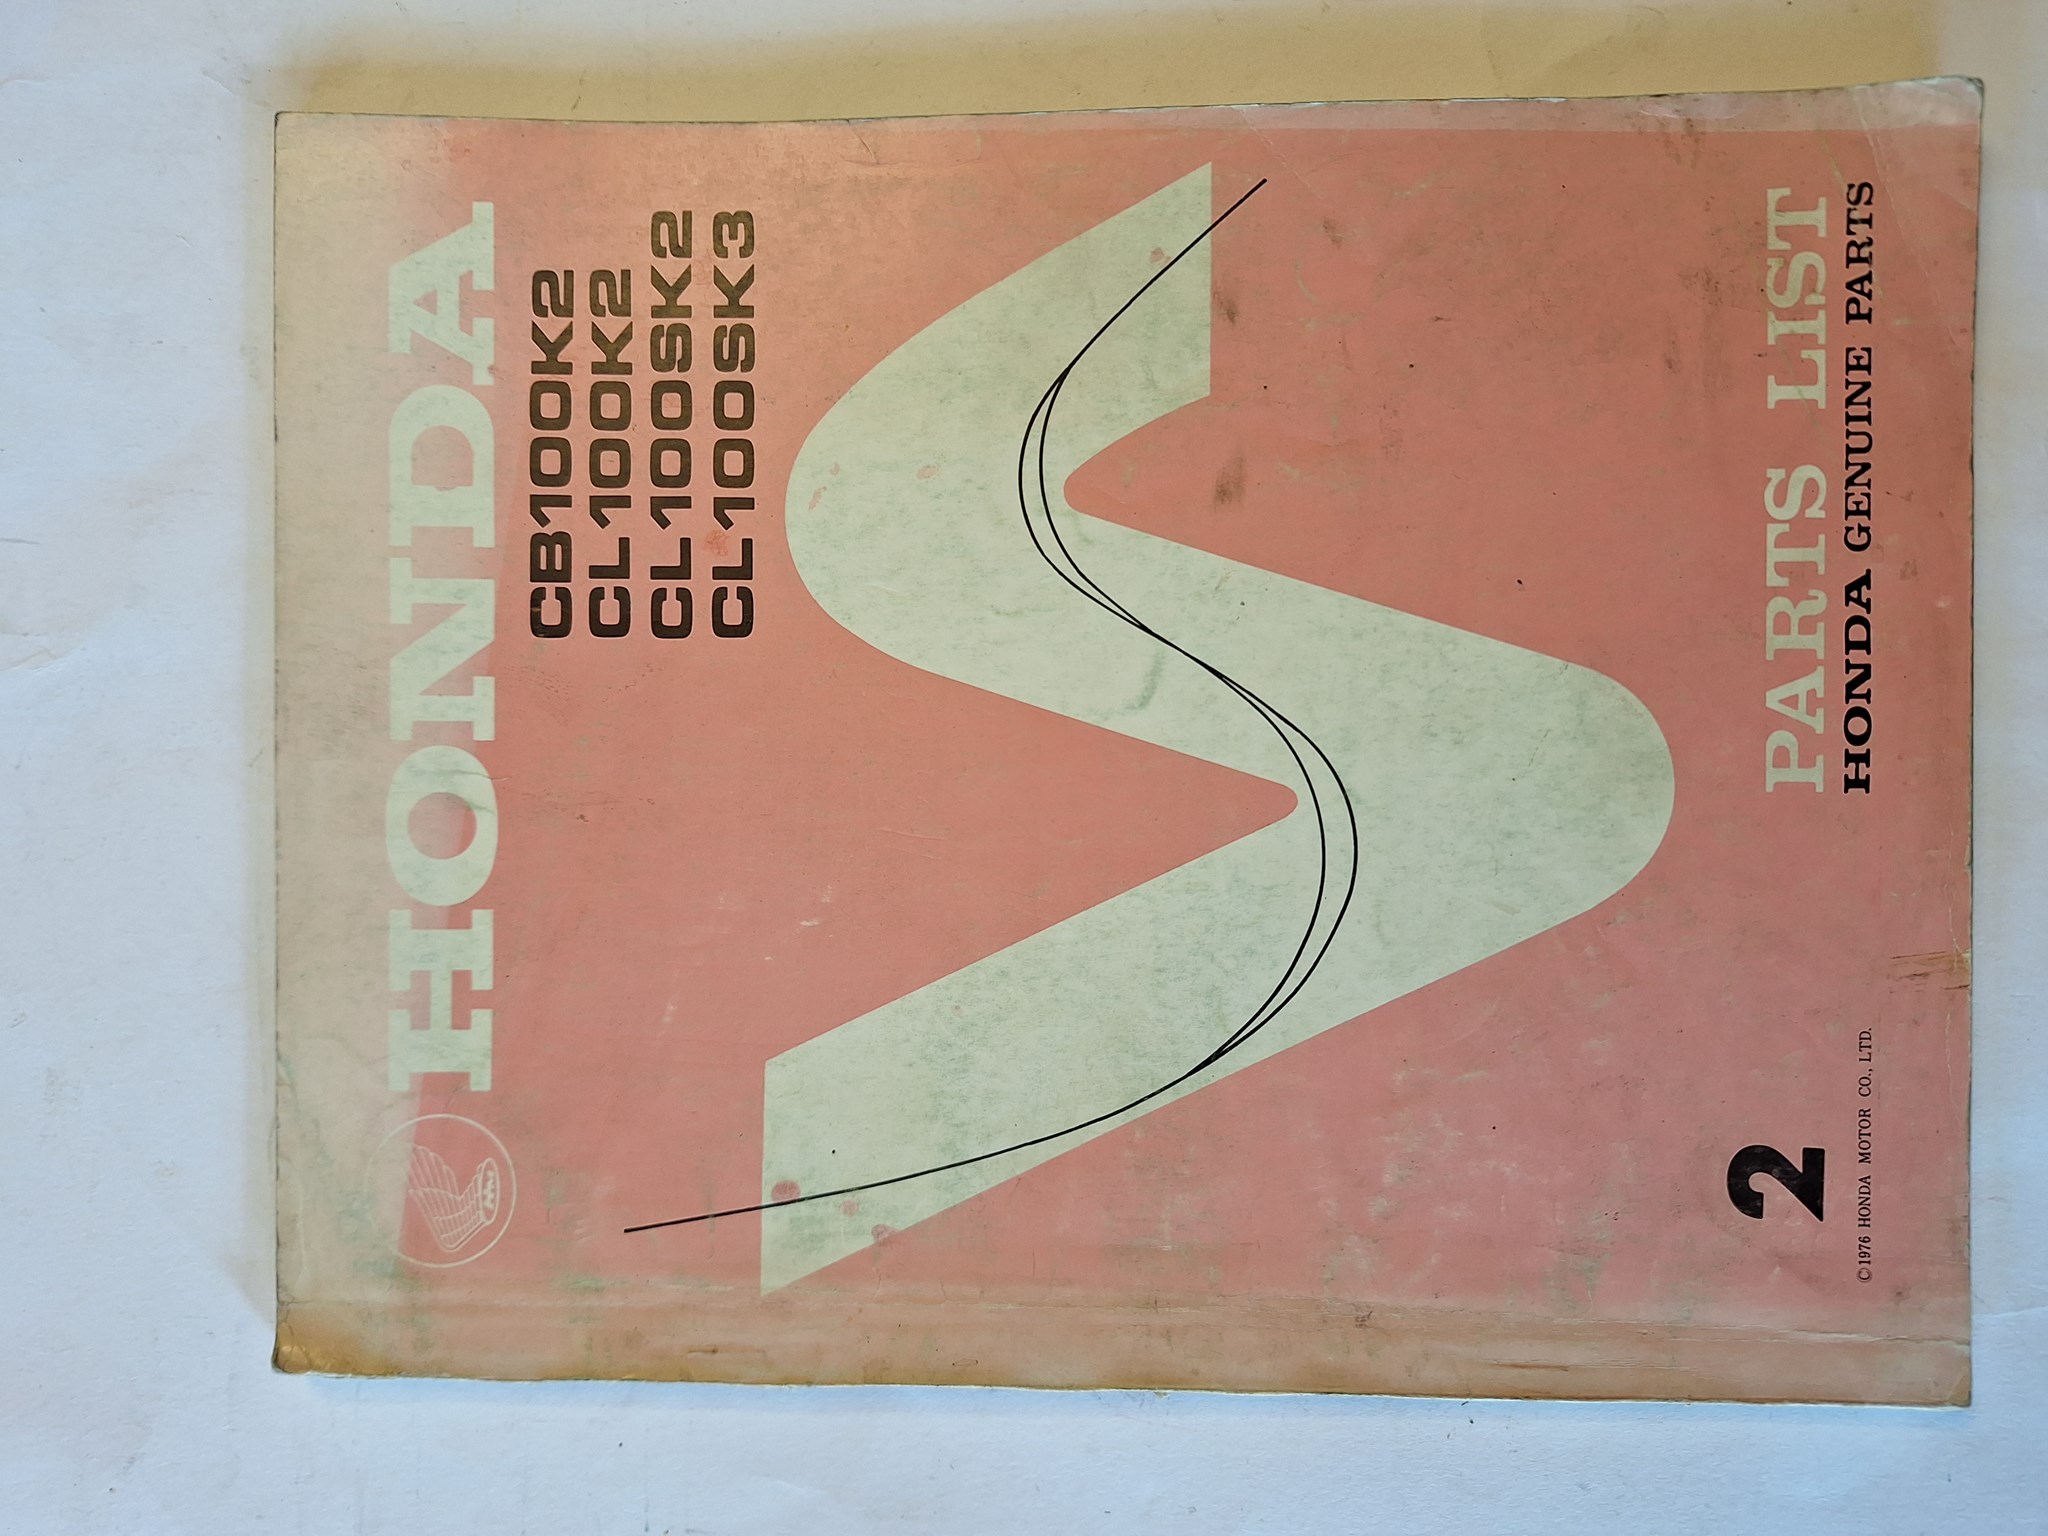 HONDA
CB100K2
CL100K2
CL100SK2
CL100SK3
2
PARTS LIST
HONDA GENUINE PARTS
©1976 HONDA MOTOR CO., LTD.